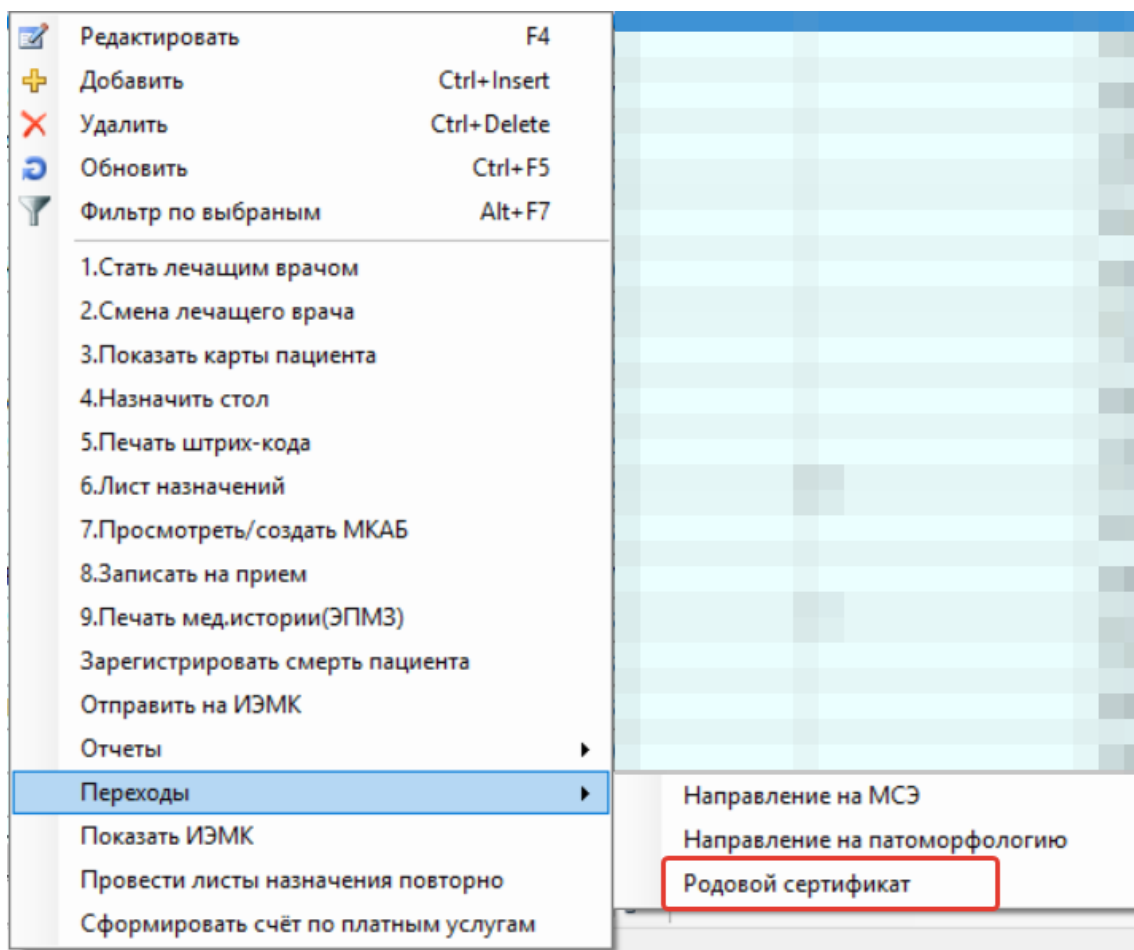 Редактировать F4
Добавить Ctrl+Insert
Удалить Ctrl+Delete
Обновить Ctrl+F5
Фильтр по выбраным Alt+F7
1.Стать лечащим врачом
2.Смена лечащего врача
3.Показать карты пациента
4.Назначить стол
5.Печать штрих-кода
6.Лист назначений
7.Просмотреть/создать МКАБ
8.Записать на прием
9.Печать мед.истории(ЭПМЗ)
Зарегистрировать смерть пациента
Отправить на ИЭМК
Отчеты
Переходы
Показать ИЭМК
Провести листы назначения повторно
Сформировать счёт по платным услугам
Направление на МСЭ
Направление на патоморфологию
Родовой сертификат